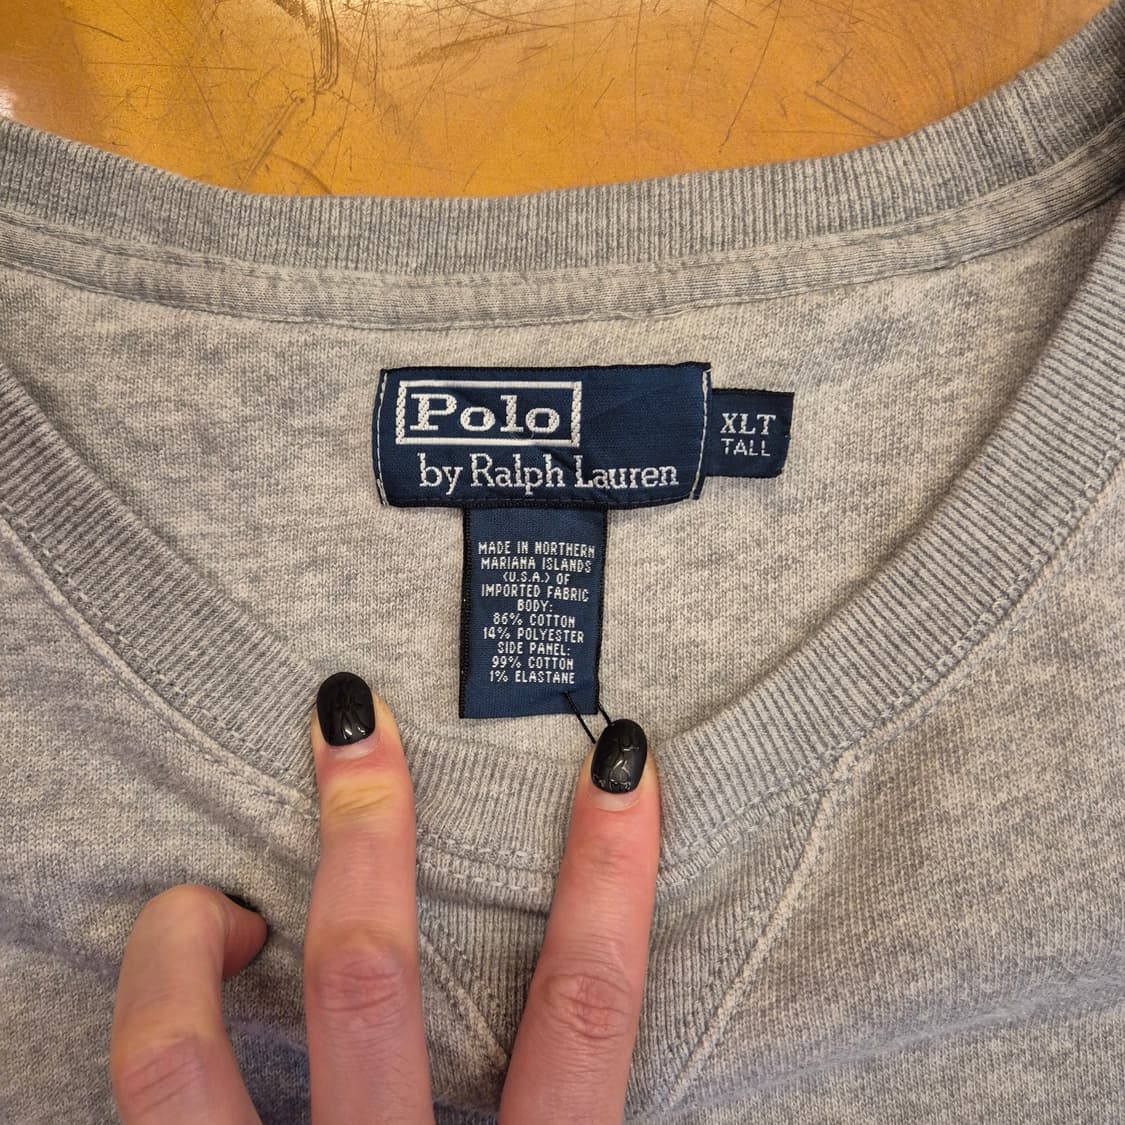 Polo
by Ralph Lauren
XLT
TALL
MADE IN NORTHERN
MARIANA ISLANDS
(U.S.A.) OF
IMPORTED FABRIC
BODY:
86% COTTON
14% POLYESTER
SIDE PANEL:
99% COTTON
1% ELASTANE